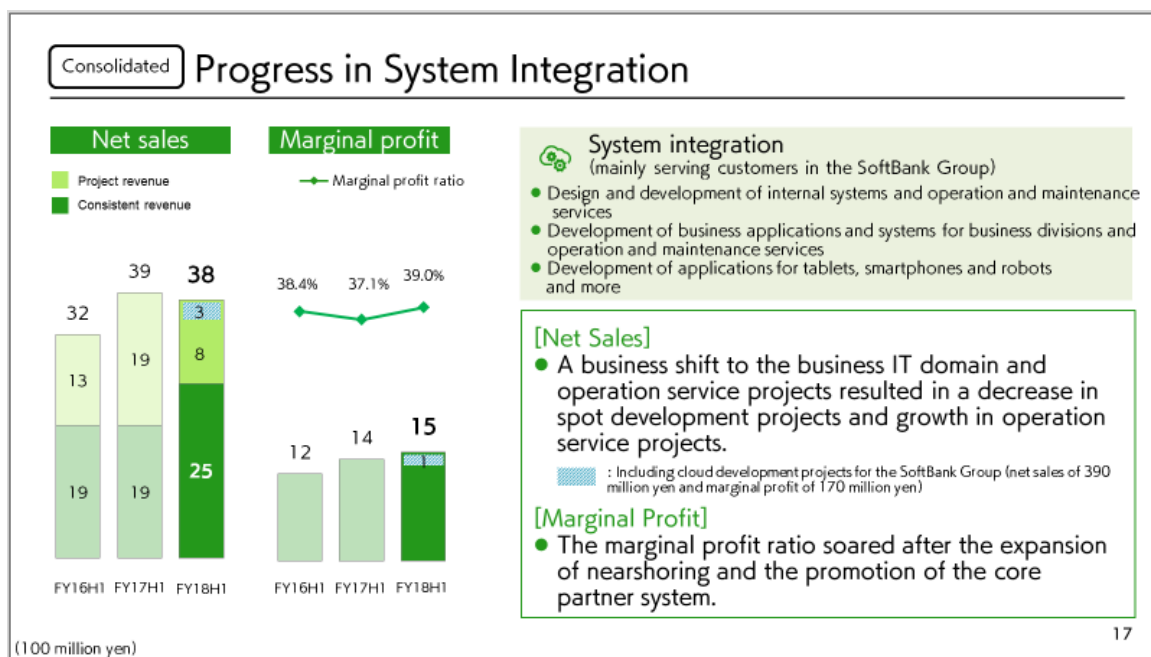 Consolidated
Progress in System Integration
Net sales
Marginal profit
Project revenue
Consistent revenue
Marginal profit ratio
32
39
38
13
19
3
8
19
19
25
FY16H1
FY17H1
FY18H1
38.4%
37.1%
39.0%
12
14
15
1
FY16H1
FY17H1
FY18H1
(100 million yen)
System integration
(mainly serving customers in the SoftBank Group)
● Design and development of internal systems and operation and maintenance
services
● Development of business applications and systems for business divisions and
operation and maintenance services
● Development of applications for tablets, smartphones and robots
and more
[Net Sales]
● A business shift to the business IT domain and
operation service projects resulted in a decrease in
spot development projects and growth in operation
service projects.
: Including cloud development projects for the SoftBank Group (net sales of 390
million yen and marginal profit of 170 million yen)
[Marginal Profit]
● The marginal profit ratio soared after the expansion
of nearshoring and the promotion of the core
partner system.
17